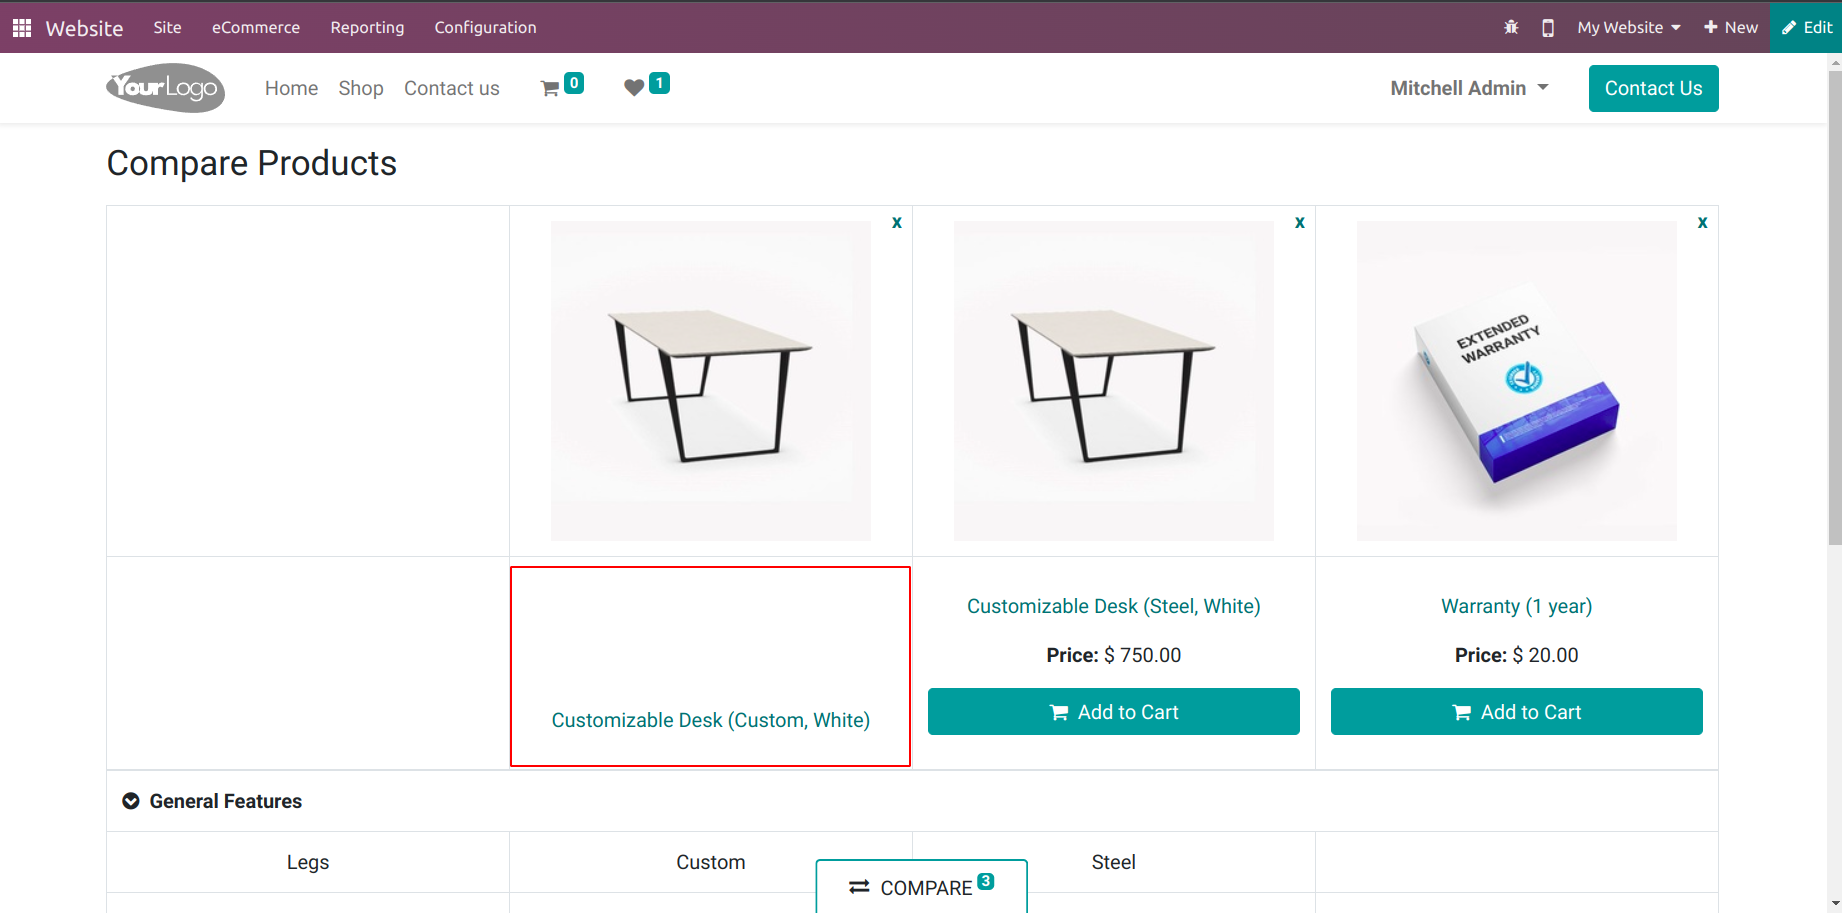 Website Site eCommerce Reporting Configuration My Website New Edit
YourLogo Home Shop Contact us 0 1 Mitchell Admin Contact Us
Compare Products
x x x
EXTENDED
WARRANTY
Customizable Desk (Steel, White) Warranty (1 year)
Price: $ 750.00 Price: $ 20.00
Add to Cart Add to Cart
Customizable Desk (Custom, White)
General Features
Legs Custom Steel
COMPARE 3